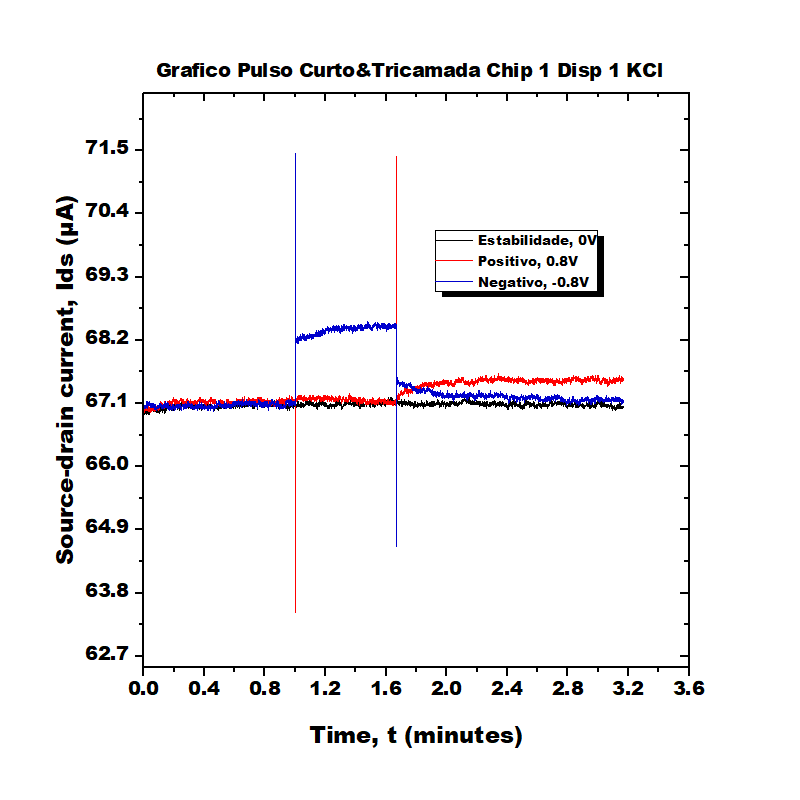 Grafico Pulso Curto&Tricamada Chip 1 Disp 1 KCl
71.5
70.4
69.3
68.2
67.1
66.0
64.9
63.8
62.7
Source-drain current, Ids (µA)
Estabilidade, 0V
Positivo, 0.8V
Negativo, -0.8V
0.0 0.4 0.8 1.2 1.6 2.0 2.4 2.8 3.2 3.6
Time, t (minutes)